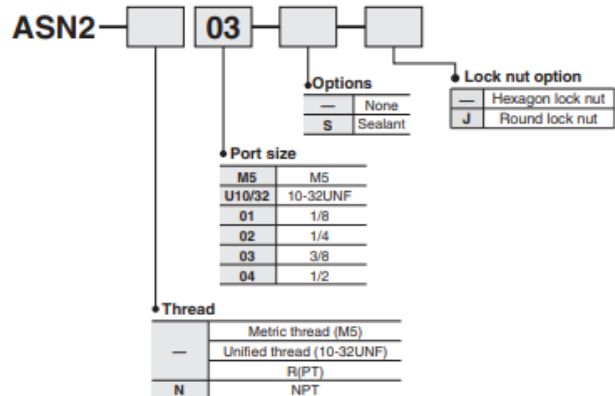 ASN2— 03 — —
Options
— None
S Sealant
Lock nut option
— Hexagon lock nut
J Round lock nut
Port size
M5 M5
U10/32 10-32UNF
01 1/8
02 1/4
03 3/8
04 1/2
Thread
Metric thread (M5)
— Unified thread (10-32UNF)
R(PT)
N NPT